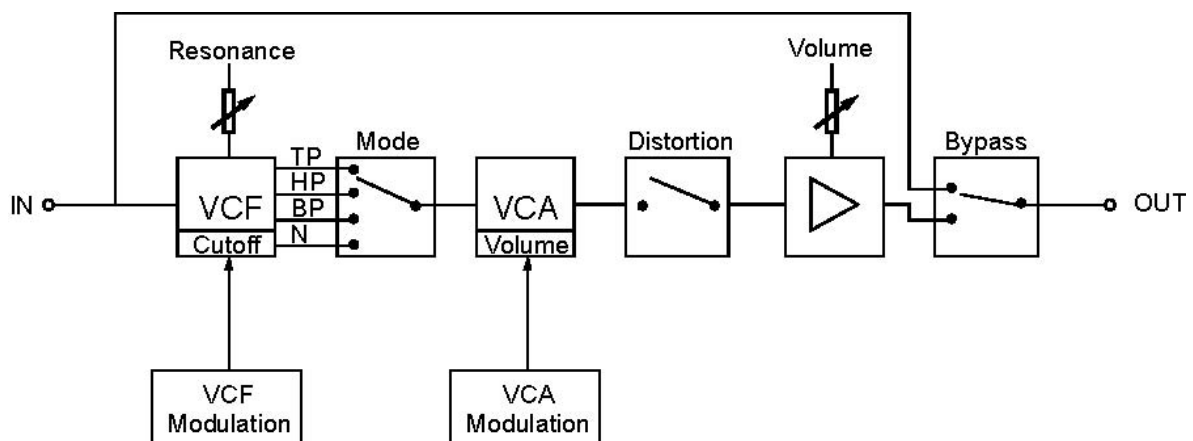 Resonance
Volume
TP
Mode
Distortion
Bypass
HP
IN
VCF
BP
VCA
OUT
Cutoff
N
Volume
VCF
Modulation
VCA
Modulation